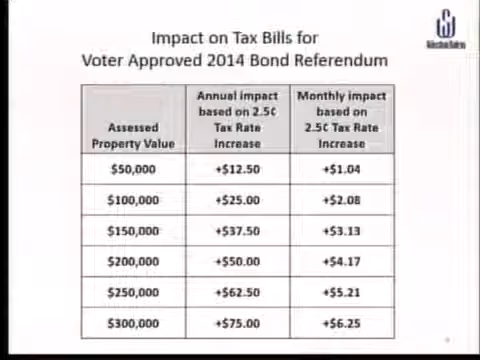 Impact on Tax Bills for
Voter Approved 2014 Bond Referendum
Assessed Property Value | Annual impact based on 2.5¢ Tax Rate Increase | Monthly impact based on 2.5¢ Tax Rate Increase
$50,000 | +$12.50 | +$1.04
$100,000 | +$25.00 | +$2.08
$150,000 | +$37.50 | +$3.13
$200,000 | +$50.00 | +$4.17
$250,000 | +$62.50 | +$5.21
$300,000 | +$75.00 | +$6.25